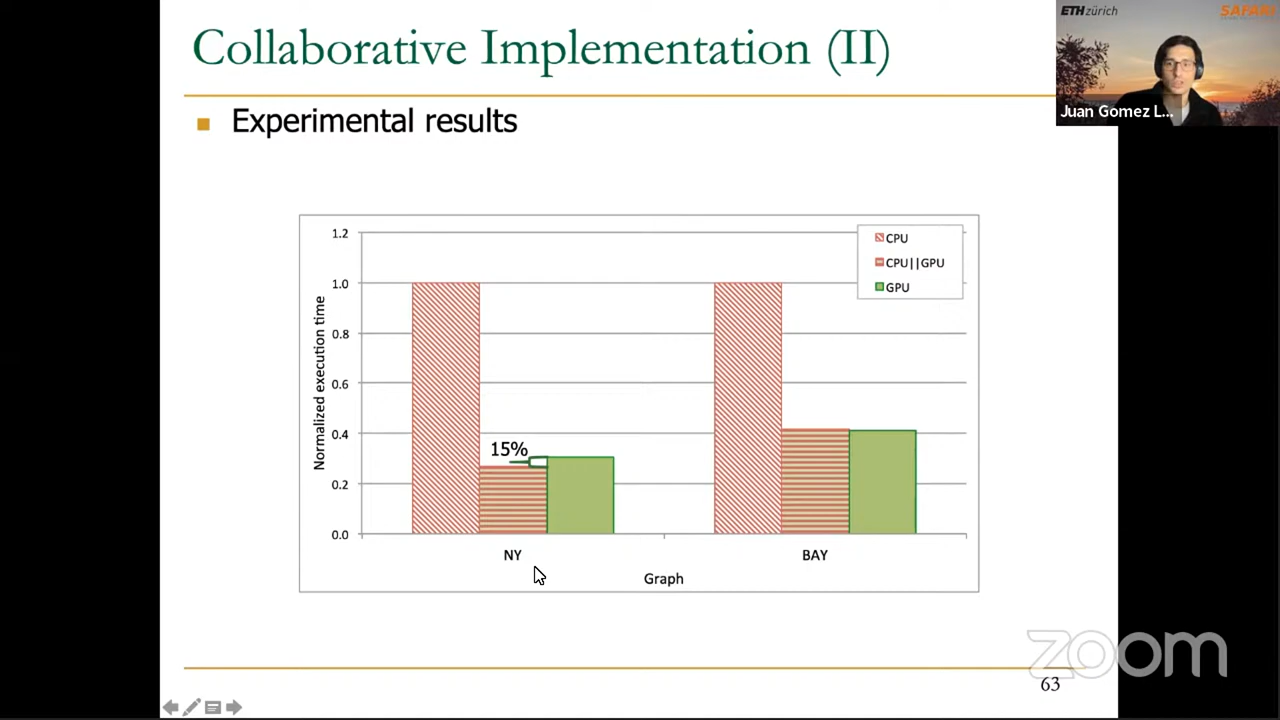 Collaborative Implementation (II)
ETH zürich
SAFARI
Juan Gomez L...
Experimental results
CPU
CPU||GPU
GPU
Normalized execution time
1.2
1.0
0.8
0.6
0.4
0.2
0.0
15%
NY
BAY
Graph
zoom
63